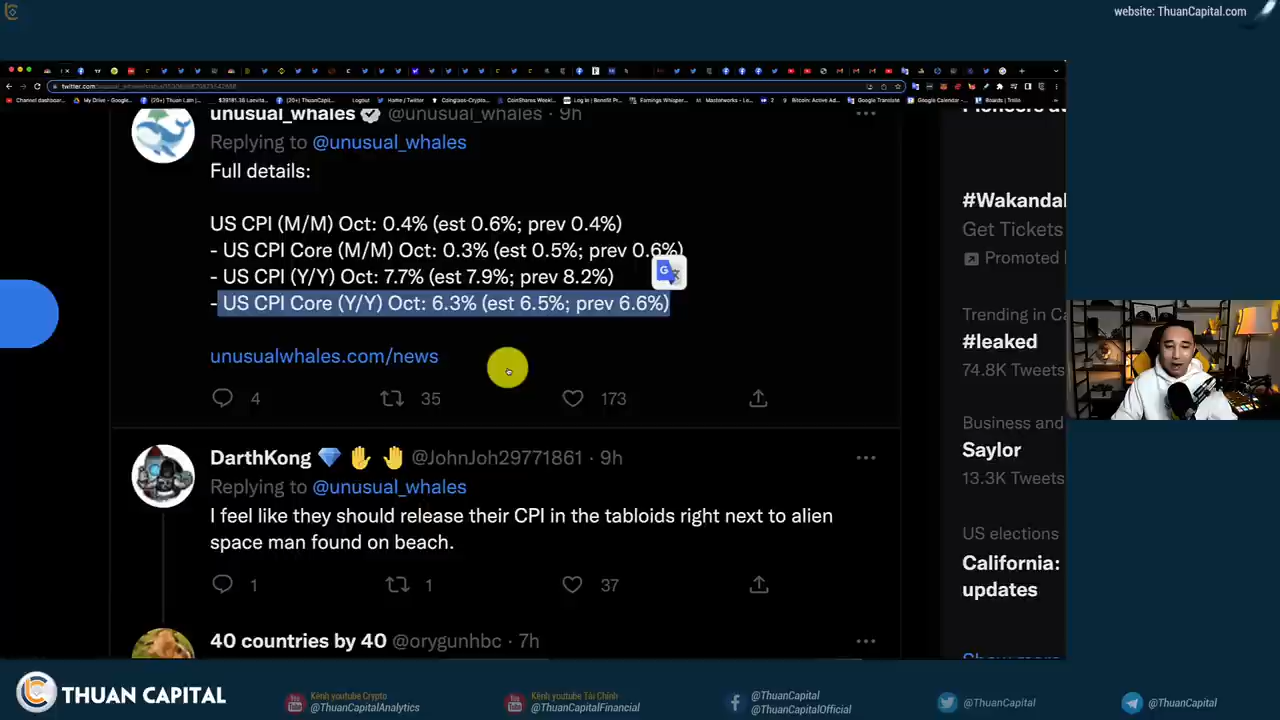 website: ThuanCapital.com
unusual_whales @unusual_whales · 9h
Replying to @unusual_whales
Full details:
US CPI (M/M) Oct: 0.4% (est 0.6%; prev 0.4%)
- US CPI Core (M/M) Oct: 0.3% (est 0.5%; prev 0.6%)
- US CPI (Y/Y) Oct: 7.7% (est 7.9%; prev 8.2%)
- US CPI Core (Y/Y) Oct: 6.3% (est 6.5%; prev 6.6%)
unusualwhales.com/news
4 35 173
DarthKong 💎 ✋ 🤚 @JohnJoh29771861 · 9h
Replying to @unusual_whales
I feel like they should release their CPI in the tabloids right next to alien
space man found on beach.
1 1 37
40 countries by 40 @orygunhbc · 7h
#Wakanda
Get Tickets
Promoted
Trending in Ca
#leaked
74.8K Tweets
Business and
Saylor
13.3K Tweets
US elections
California:
updates
THUAN CAPITAL
Kênh youtube Crypto
@ThuanCapitalAnalytics
Kênh youtube Tài Chính
@ThuanCapitalFinancial
@ThuanCapital
@ThuanCapitalOfficial
@ThuanCapital
@ThuanCapital